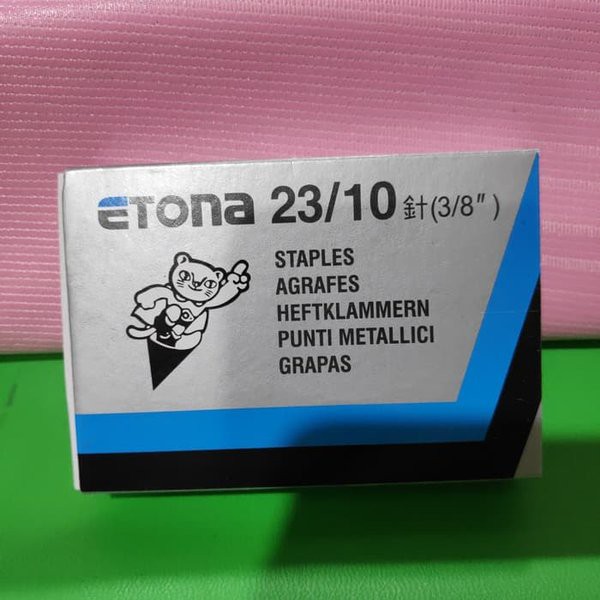 ETONA 23/10 針(3/8")
STAPLES
AGRAFES
HEFTKLAMMERN
PUNTI METALLICI
GRAPAS